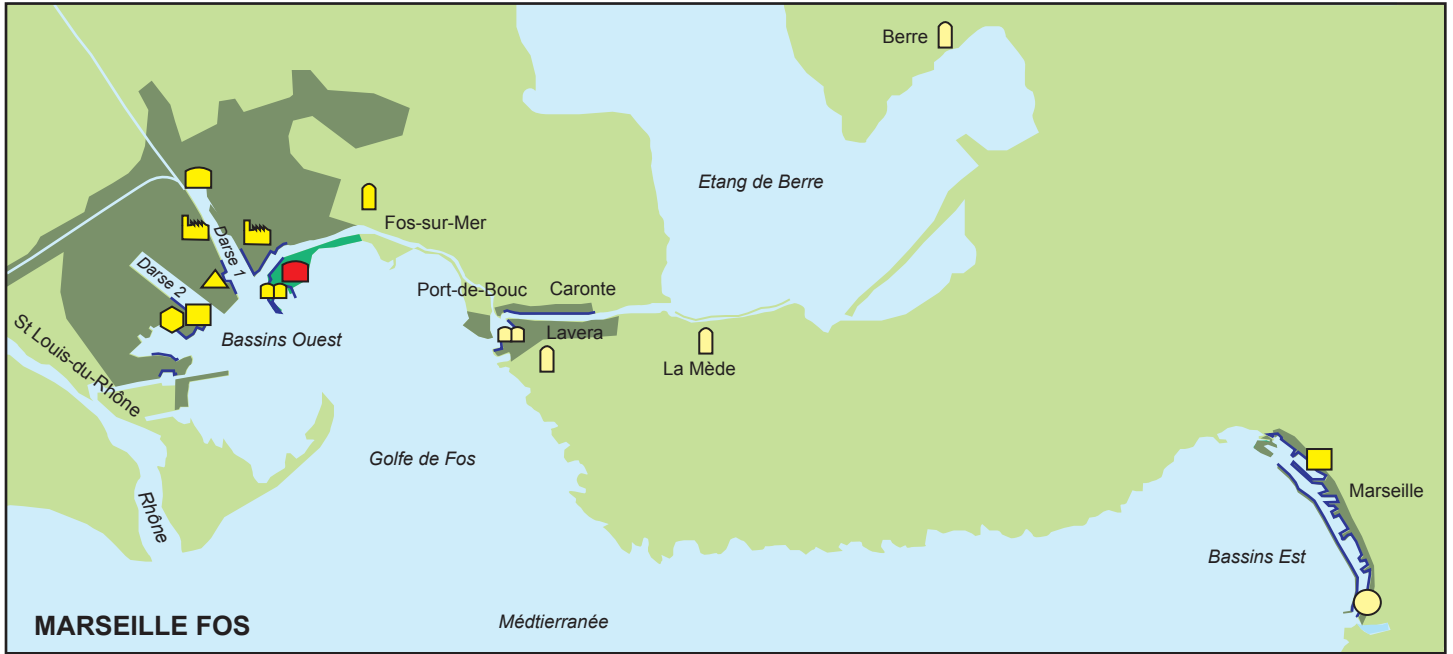 Berre
Etang de Berre
Fos-sur-Mer
Darse 1
Darse 2
Port-de-Bouc
Caronte
St Louis-du-Rhône
Bassins Ouest
Lavera
La Mède
Golfe de Fos
Rhône
Marseille
Bassins Est
MARSEILLE FOS
Médtierranée